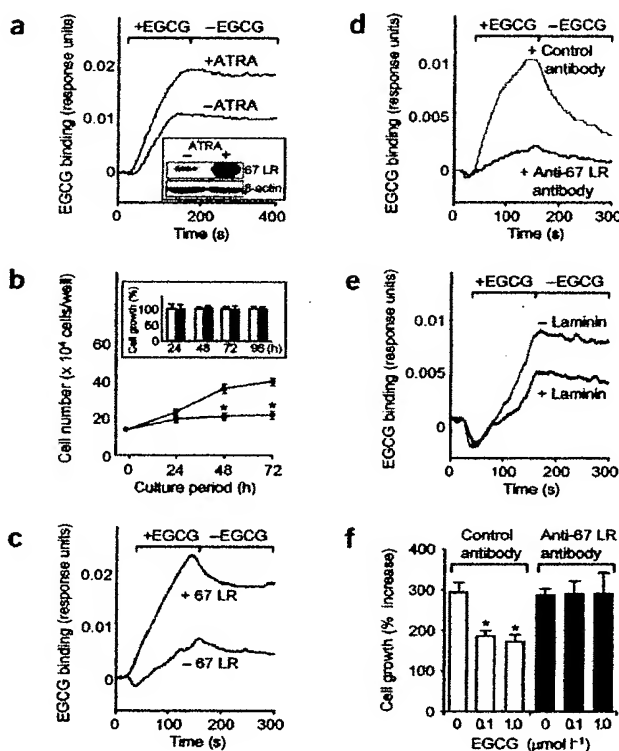 a
+EGCG −EGCG
EGCG binding (response units)
0.02
0.01
0
+ATRA
−ATRA
ATRA
− +
67 LR
β-actin
0 200 400
Time (s)
b
Cell number (x 10⁴ cells/well)
60
40
20
0
Cell growth (%)
100
50
0
24 48 72 96 (h)
* *
0 24 48 72
Culture period (h)
c
+EGCG −EGCG
EGCG binding (response units)
0.02
0.01
0
+ 67 LR
− 67 LR
0 100 200 300
Time (s)
d
+EGCG −EGCG
EGCG binding (response units)
0.01
0.005
0
+ Control
antibody
+ Anti-67 LR
antibody
0 100 200 300
Time (s)
e
+EGCG −EGCG
EGCG binding (response units)
0.01
0.005
0
− Laminin
+ Laminin
0 100 200 300
Time (s)
f
Control
antibody
Anti-67 LR
antibody
Cell growth (% increase)
400
300
200
100
0
* *
0 0.1 1.0 0 0.1 1.0
EGCG (μmol l⁻¹)